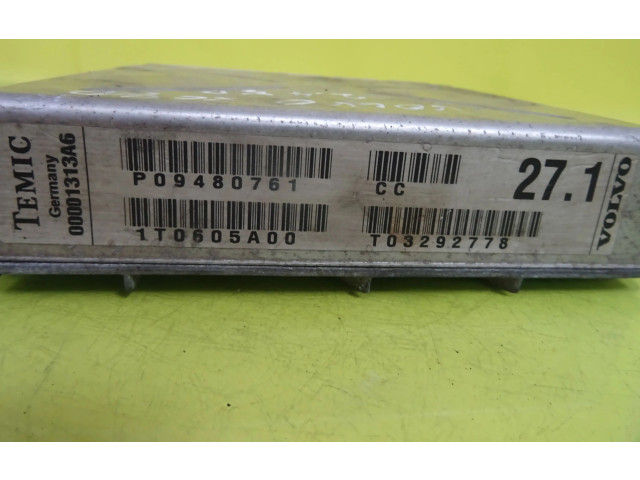 TEMIC
Germany
00001313A6
P09480761
CC
27.1
1T0605A00
T03292778
VOLVO